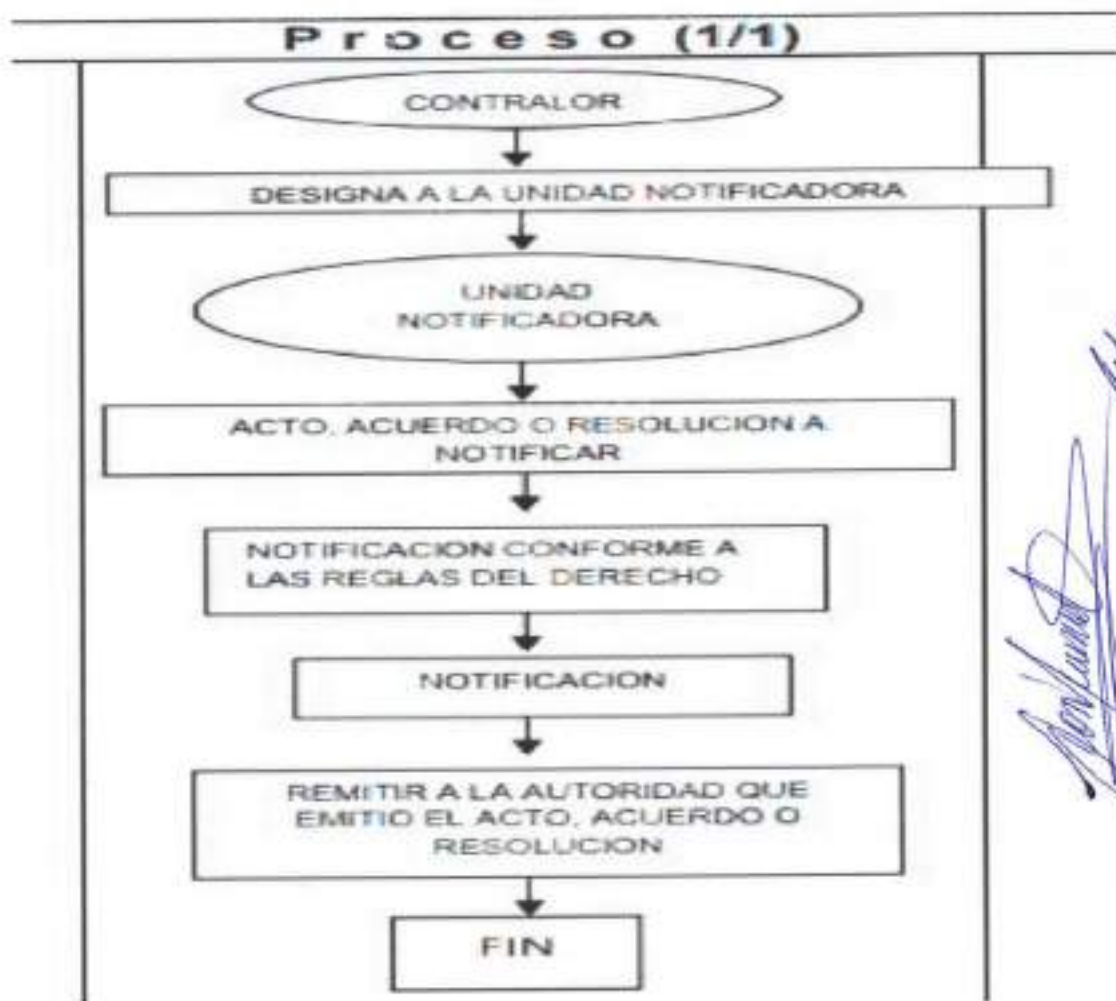 Proceso (1/1)
CONTRALOR
DESIGNA A LA UNIDAD NOTIFICADORA
UNIDAD
NOTIFICADORA
ACTO, ACUERDO O RESOLUCION A
NOTIFICAR
NOTIFICACION CONFORME A
LAS REGLAS DEL DERECHO
NOTIFICACION
REMITIR A LA AUTORIDAD QUE
EMITIO EL ACTO, ACUERDO O
RESOLUCION
FIN